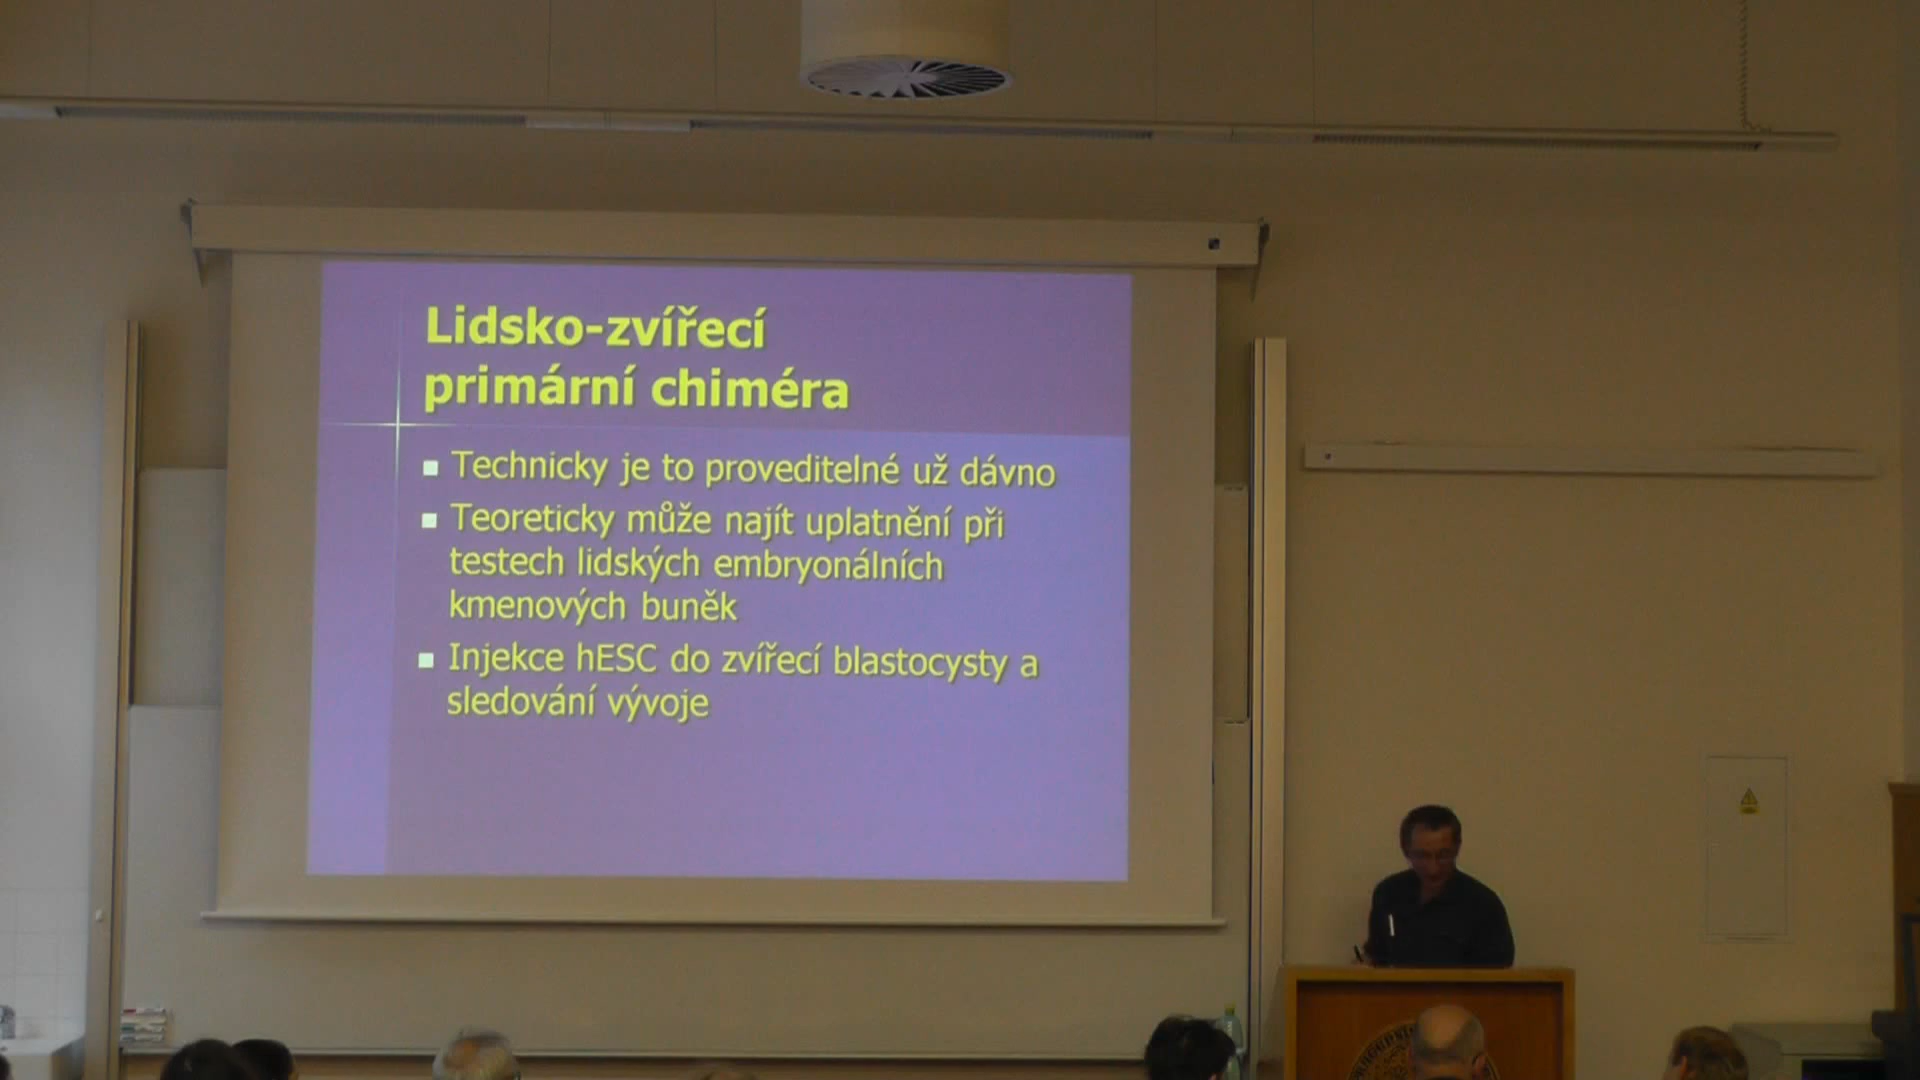 Lidsko-zvířecí
primární chiméra
Technicky je to proveditelné už dávno
Teoreticky může najít uplatnění při
testech lidských embryonálních
kmenových buněk
Injekce hESC do zvířecí blastocysty a
sledování vývoje